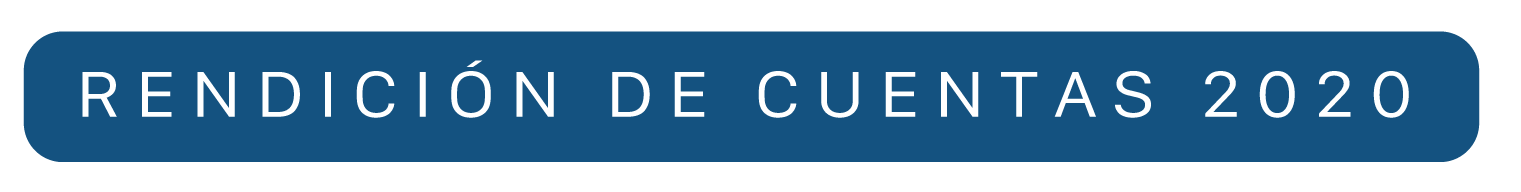 RENDICIÓN DE CUENTAS 2020